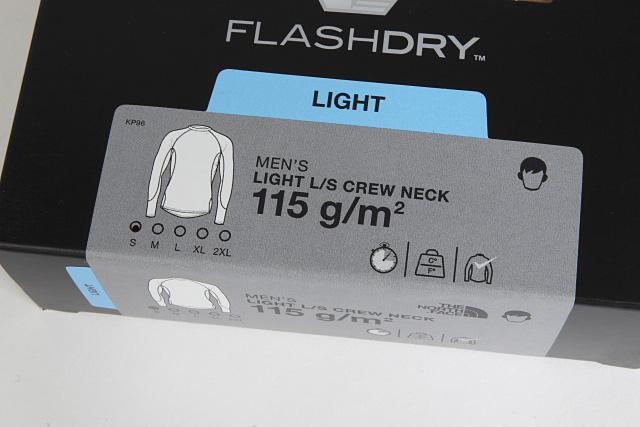 FLASHDRY™
LIGHT
KP96
MEN'S
LIGHT L/S CREW NECK
115 g/m²
S M L XL 2XL
C°
F°
LIGHT
MEN'S
LIGHT L/S CREW NECK
115 g/m²
THE
NORTH
FACE